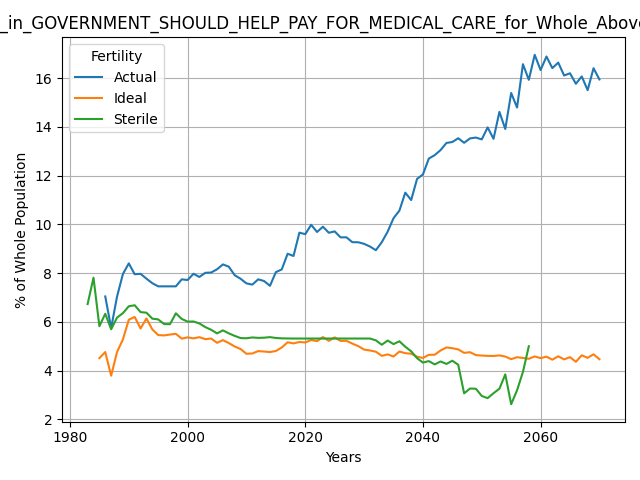 _in_GOVERNMENT_SHOULD_HELP_PAY_FOR_MEDICAL_CARE_for_Whole_Above
Fertility
Actual
Ideal
Sterile
% of Whole Population
16
14
12
10
8
6
4
2
1980 2000 2020 2040 2060
Years